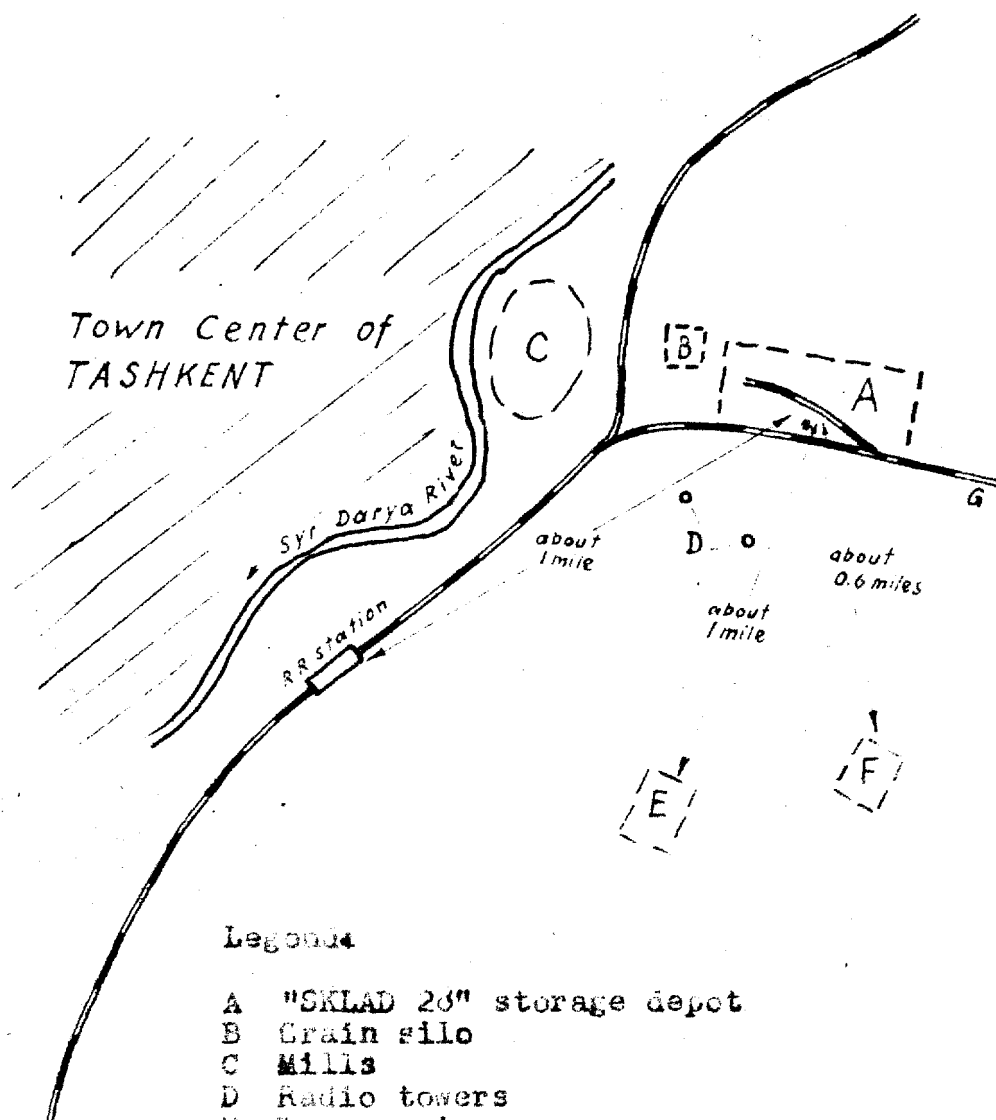 Town Center of
TASHKENT
C
B
A
Syr Darya River
G
about
1 mile
D
about
0.6 miles
about
1 mile
RR station
E
F
A "SKLAD 28" storage depot
B Grain silo
C Mills
D Radio towers